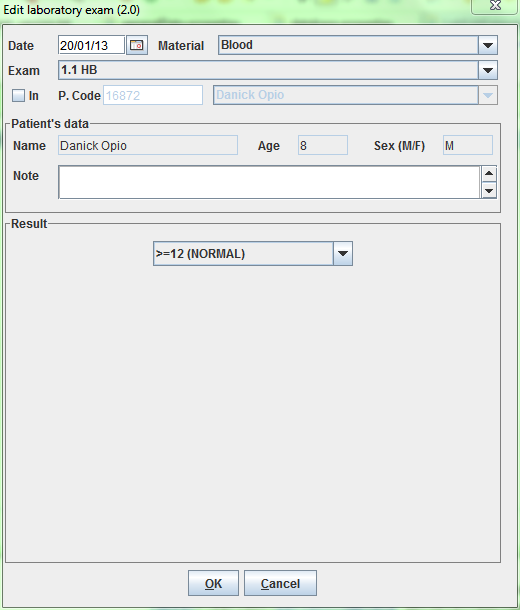 Edit laboratory exam (2.0)
Date 20/01/13 Material Blood
Exam 1.1 HB
In P. Code 16872 Danick Opio
Patient's data
Name Danick Opio Age 8 Sex (M/F) M
Note
Result
>=12 (NORMAL)
OK Cancel